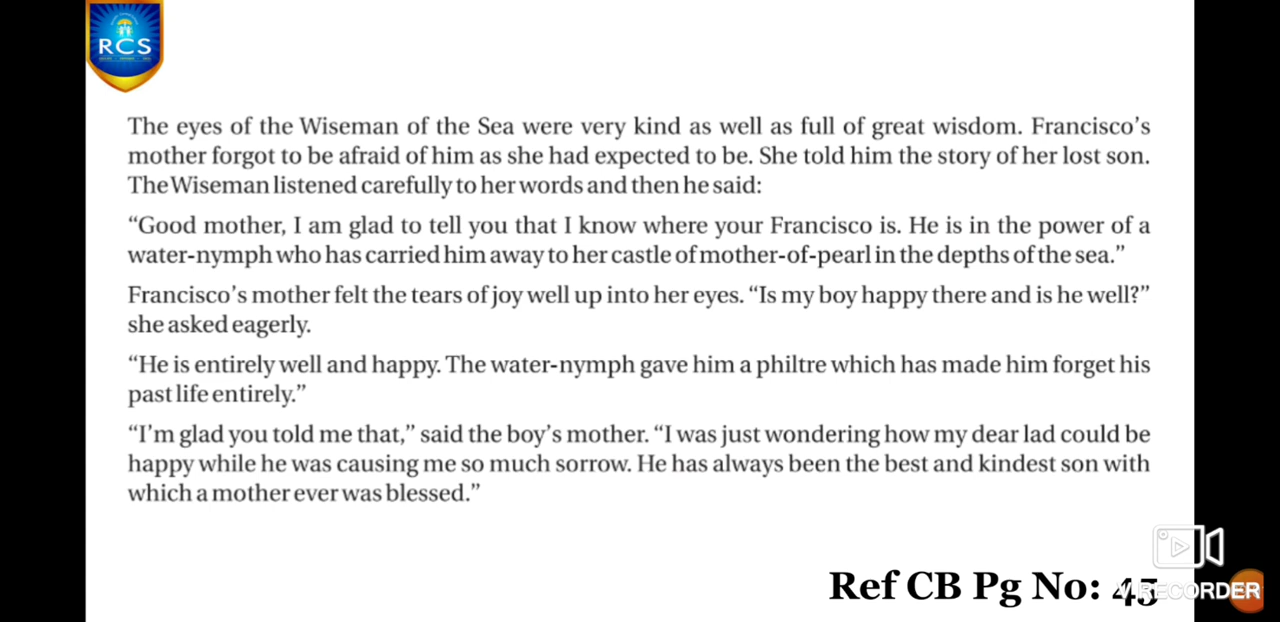 RCS
The eyes of the Wiseman of the Sea were very kind as well as full of great wisdom. Francisco’s
mother forgot to be afraid of him as she had expected to be. She told him the story of her lost son.
The Wiseman listened carefully to her words and then he said:
“Good mother, I am glad to tell you that I know where your Francisco is. He is in the power of a
water-nymph who has carried him away to her castle of mother-of-pearl in the depths of the sea.”
Francisco’s mother felt the tears of joy well up into her eyes. “Is my boy happy there and is he well?”
she asked eagerly.
“He is entirely well and happy. The water-nymph gave him a philtre which has made him forget his
past life entirely.”
“I’m glad you told me that,” said the boy’s mother. “I was just wondering how my dear lad could be
happy while he was causing me so much sorrow. He has always been the best and kindest son with
which a mother ever was blessed.”
Ref CB Pg No: 45
V RECORDER